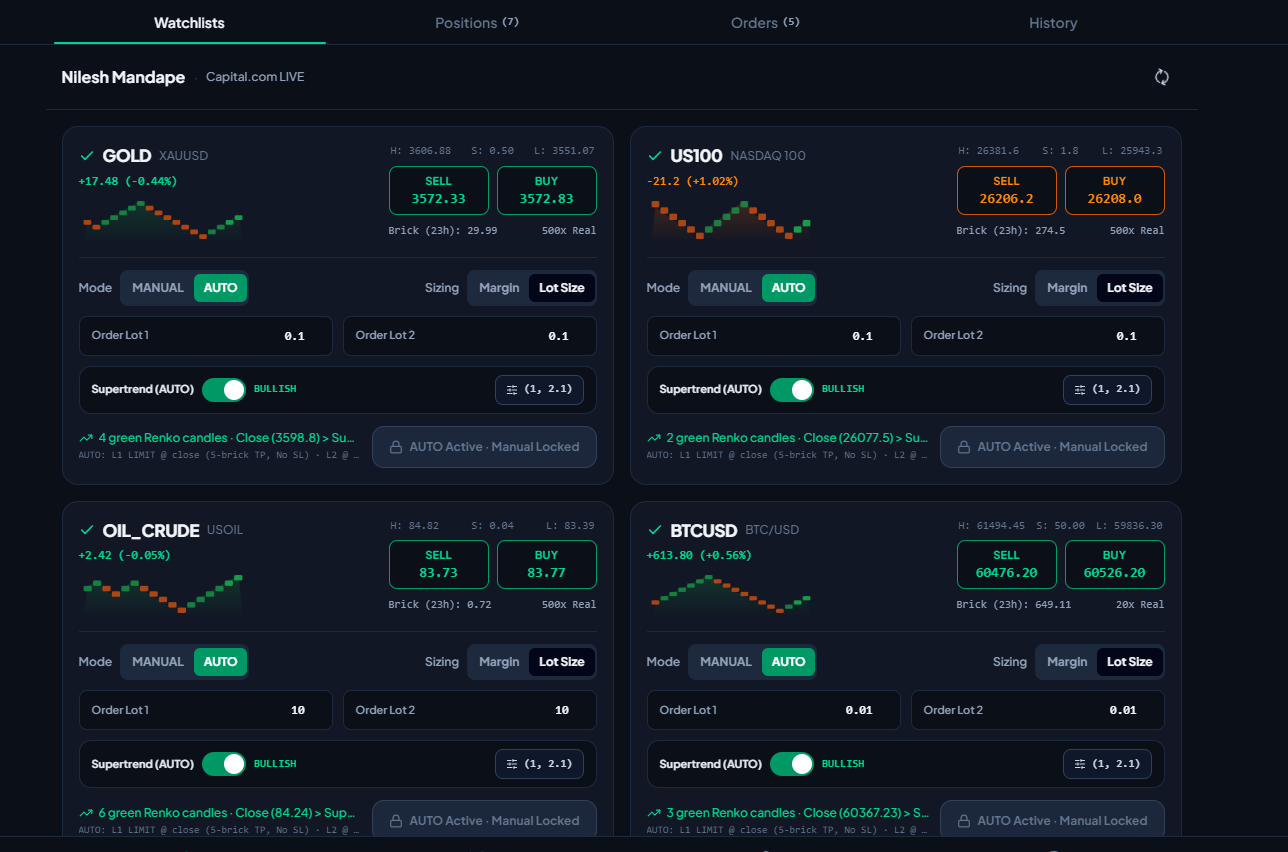 Watchlists Positions (7) Orders (5) History
Nilesh Mandape · Capital.com LIVE
GOLD XAUUSD
H: 3606.88 S: 0.50 L: 3551.07
+17.48 (-0.44%)
SELL BUY
3572.33 3572.83
Brick (23h): 29.99 500x Real
Mode MANUAL AUTO Sizing Margin Lot Size
Order Lot 1 0.1 Order Lot 2 0.1
Supertrend (AUTO) BULLISH (1, 2.1)
4 green Renko candles · Close (3598.8) > Su...
AUTO: L1 LIMIT @ close (5-brick TP, No SL) · L2 @ …
AUTO Active · Manual Locked
US100 NASDAQ 100
H: 26381.6 S: 1.8 L: 25943.3
-21.2 (+1.02%)
SELL BUY
26206.2 26208.0
Brick (23h): 274.5 500x Real
Mode MANUAL AUTO Sizing Margin Lot Size
Order Lot 1 0.1 Order Lot 2 0.1
Supertrend (AUTO) BULLISH (1, 2.1)
2 green Renko candles · Close (26077.5) > Su...
AUTO: L1 LIMIT @ close (5-brick TP, No SL) · L2 @ …
AUTO Active · Manual Locked
OIL_CRUDE USOIL
H: 84.82 S: 0.04 L: 83.39
+2.42 (-0.05%)
SELL BUY
83.73 83.77
Brick (23h): 0.72 500x Real
Mode MANUAL AUTO Sizing Margin Lot Size
Order Lot 1 10 Order Lot 2 10
Supertrend (AUTO) BULLISH (1, 2.1)
6 green Renko candles · Close (84.24) > Sup...
AUTO: L1 LIMIT @ close (5-brick TP, No SL) · L2 @ …
AUTO Active · Manual Locked
BTCUSD BTC/USD
H: 61494.45 S: 50.00 L: 59836.30
+613.80 (+0.56%)
SELL BUY
60476.20 60526.20
Brick (23h): 649.11 20x Real
Mode MANUAL AUTO Sizing Margin Lot Size
Order Lot 1 0.01 Order Lot 2 0.01
Supertrend (AUTO) BULLISH (1, 2.1)
3 green Renko candles · Close (60367.23) > S...
AUTO: L1 LIMIT @ close (5-brick TP, No SL) · L2 @ …
AUTO Active · Manual Locked